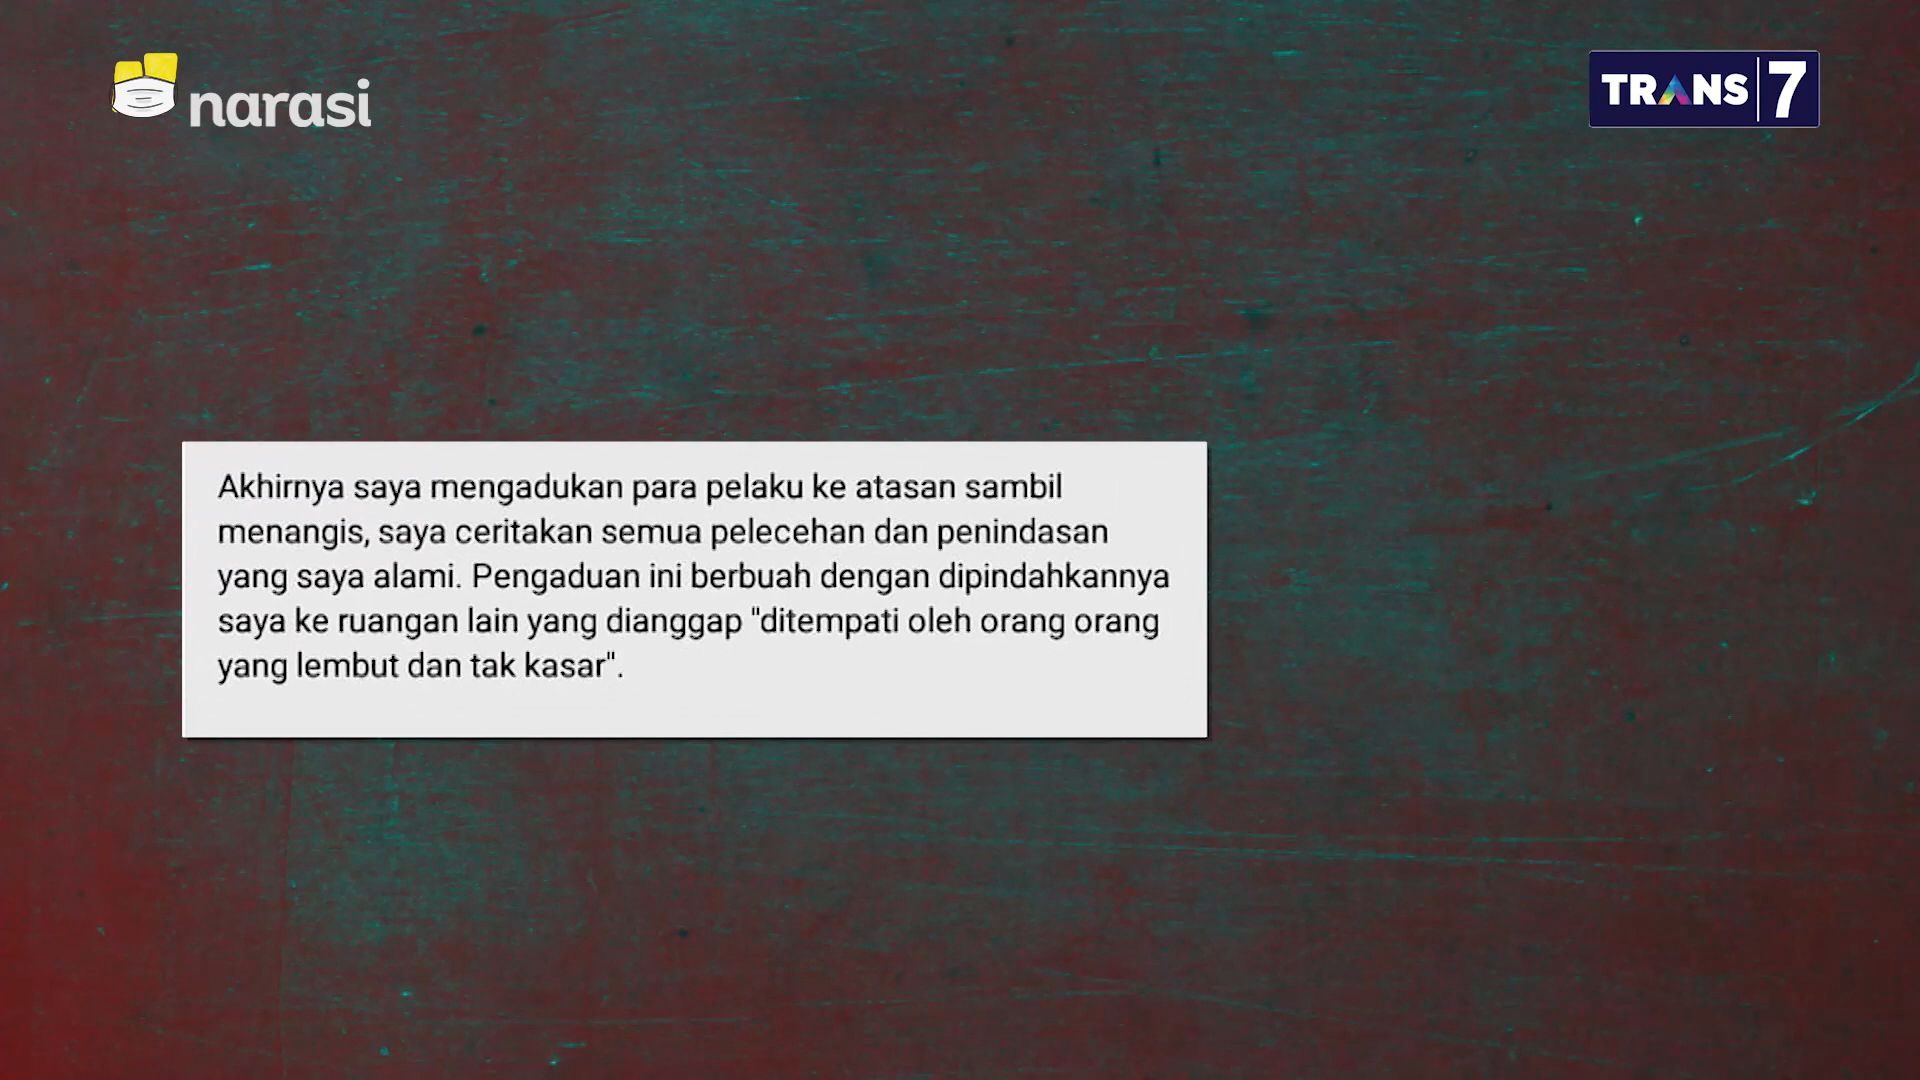 narasi
TRANS 7
Akhirnya saya mengadukan para pelaku ke atasan sambil
menangis, saya ceritakan semua pelecehan dan penindasan
yang saya alami. Pengaduan ini berbuah dengan dipindahkannya
saya ke ruangan lain yang dianggap "ditempati oleh orang orang
yang lembut dan tak kasar".